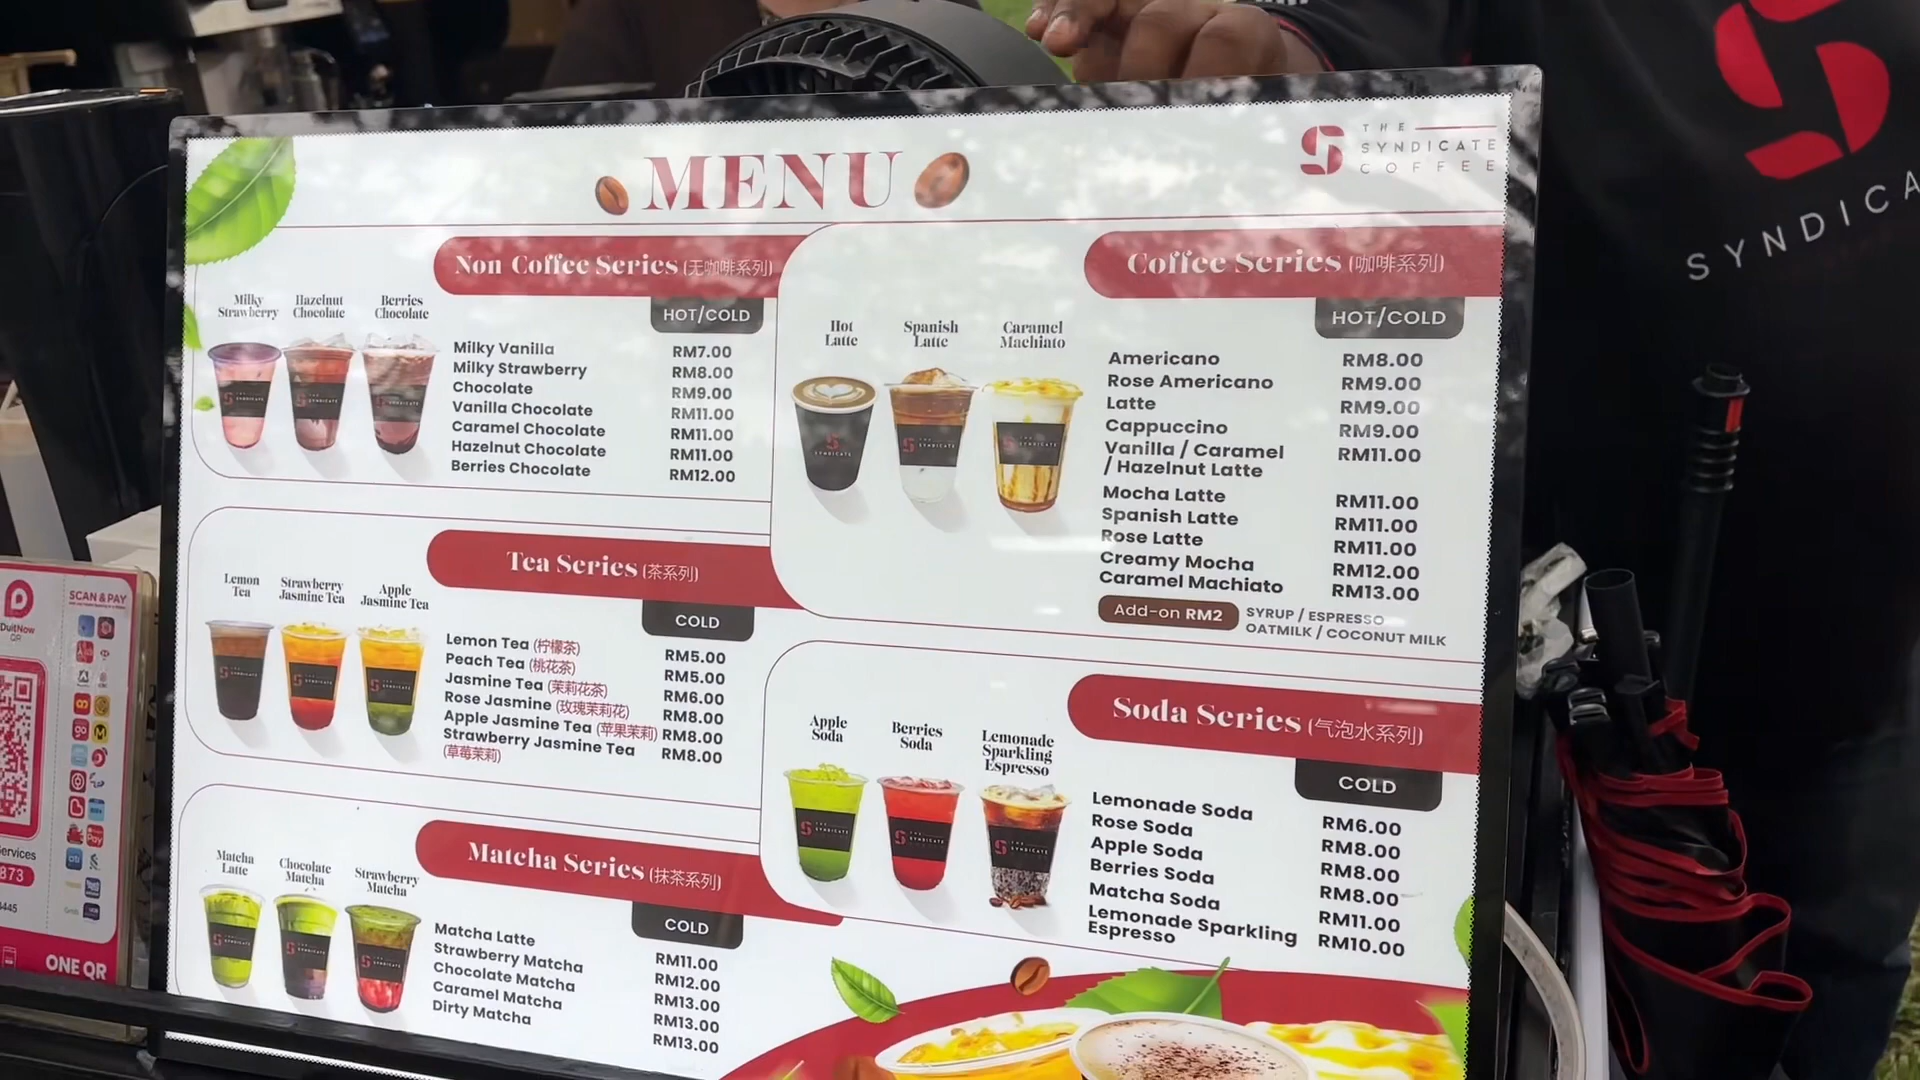 MENU
THE
SYNDICATE
COFFEE
SYNDICA
Non Coffee Series (无咖啡系列)
HOT/COLD
Milky
Strawberry
Hazelnut
Chocolate
Berries
Chocolate
Milky Vanilla RM7.00
Milky Strawberry RM8.00
Chocolate RM9.00
Vanilla Chocolate RM11.00
Caramel Chocolate RM11.00
Hazelnut Chocolate RM11.00
Berries Chocolate RM12.00
Tea Series (茶系列)
COLD
Lemon
Tea
Strawberry
Jasmine Tea
Apple
Jasmine Tea
Lemon Tea (柠檬茶) RM5.00
Peach Tea (桃花茶) RM5.00
Jasmine Tea (茉莉花茶) RM6.00
Rose Jasmine (玫瑰茉莉花) RM8.00
Apple Jasmine Tea (苹果茉莉) RM8.00
Strawberry Jasmine Tea RM8.00
(草莓茉莉)
Matcha Series (抹茶系列)
COLD
Matcha
Latte
Chocolate
Matcha
Strawberry
Matcha
Matcha Latte RM11.00
Strawberry Matcha RM12.00
Chocolate Matcha RM13.00
Caramel Matcha RM13.00
Dirty Matcha RM13.00
Coffee Series (咖啡系列)
HOT/COLD
Hot
Latte
Spanish
Latte
Caramel
Machiato
Americano RM8.00
Rose Americano RM9.00
Latte RM9.00
Cappuccino RM9.00
Vanilla / Caramel RM11.00
/ Hazelnut Latte
Mocha Latte RM11.00
Spanish Latte RM11.00
Rose Latte RM11.00
Creamy Mocha RM12.00
Caramel Machiato RM13.00
Add-on RM2
SYRUP / ESPRESSO
OATMILK / COCONUT MILK
Soda Series (气泡水系列)
COLD
Apple
Soda
Berries
Soda
Lemonade
Sparkling
Espresso
Lemonade Soda RM6.00
Rose Soda RM8.00
Apple Soda RM8.00
Berries Soda RM8.00
Matcha Soda RM11.00
Lemonade Sparkling RM10.00
Espresso
SCAN & PAY
DuitNow
QR
ervices
873
4445
ONE QR